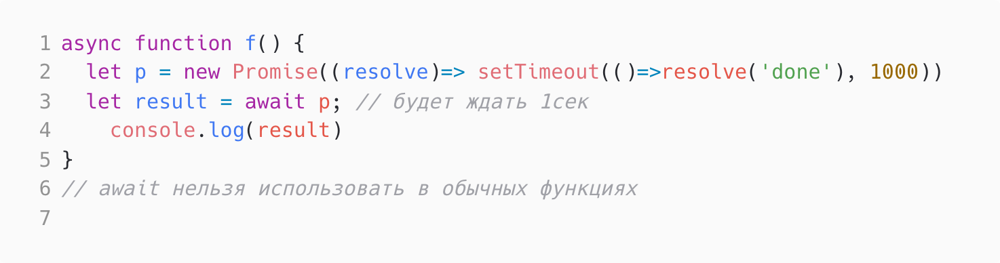 1 async function f() {
2   let p = new Promise((resolve)=> setTimeout(()=>resolve('done'), 1000))
3   let result = await p; // будет ждать 1сек
4     console.log(result)
5 }
6 // await нельзя использовать в обычных функциях
7